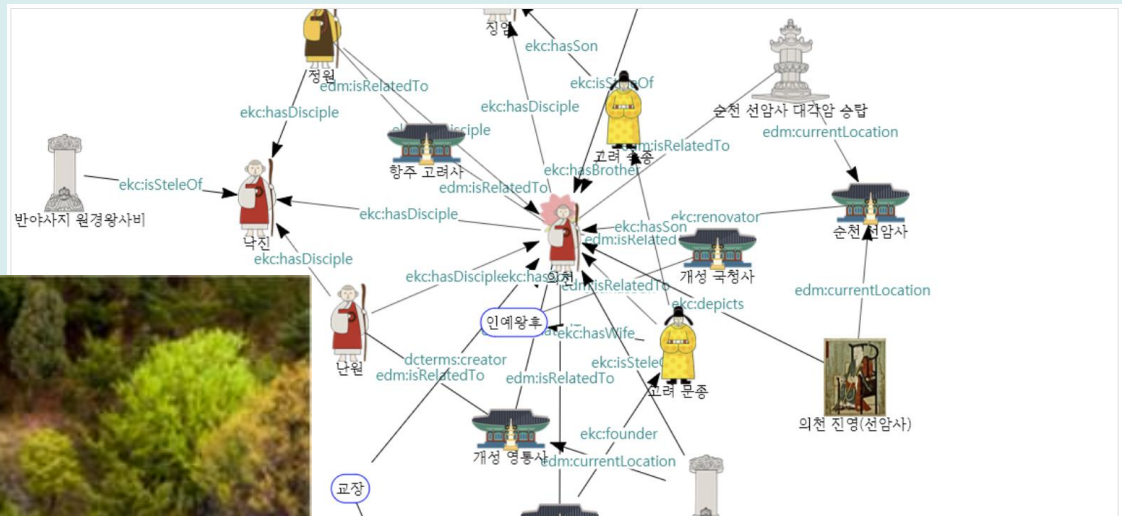 징엄
ekc:hasSon
정원
edm:isRelatedTo
ekc:isSteleOf
ekc:hasDisciple
ekc:hasDisciple
순천 선암사 대각암 승탑
edm:currentLocation
항주 고려사
고려 숙종
edm:isRelatedTo
ekc:hasBrother
ekc:isSteleOf
edm:isRelatedTo
반야사지 원경왕사비
ekc:hasDisciple
ekc:renovator
ekc:hasSon
순천 선암사
낙진
edm:isRelated
ekc:hasDisciple
개성 국청사
ekc:hasDisciple
의천
edm:isRelatedTo
edm:currentLocation
ekc:depicts
인예왕후
ekc:hasWife
dcterms:creator
난원
edm:isRelatedTo
edm:isRelatedTo
고려 문종
의천 진영(선암사)
ekc:founder
개성 영통사
edm:currentLocation
교장